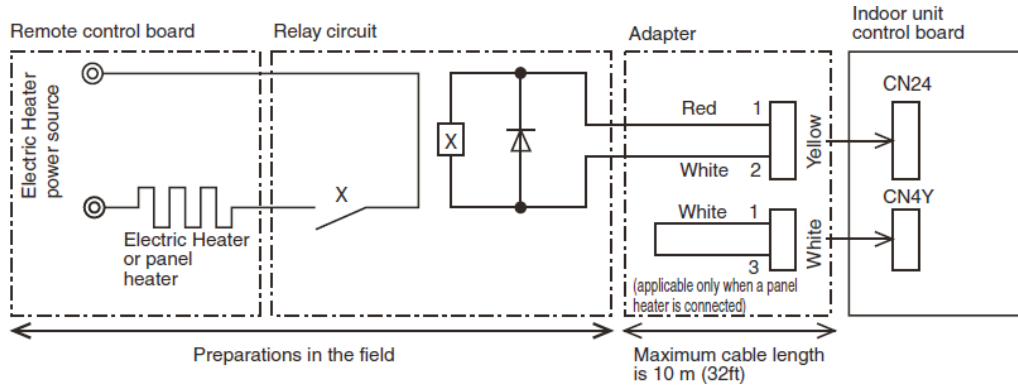 Remote control board
Relay circuit
Adapter
Indoor unit
control board
Electric Heater
power source
Electric Heater
or panel
heater
X
X
Red
1
White
2
Yellow
White
1
3
White
(applicable only when a panel
heater is connected)
CN24
CN4Y
Preparations in the field
Maximum cable length
is 10 m (32ft)